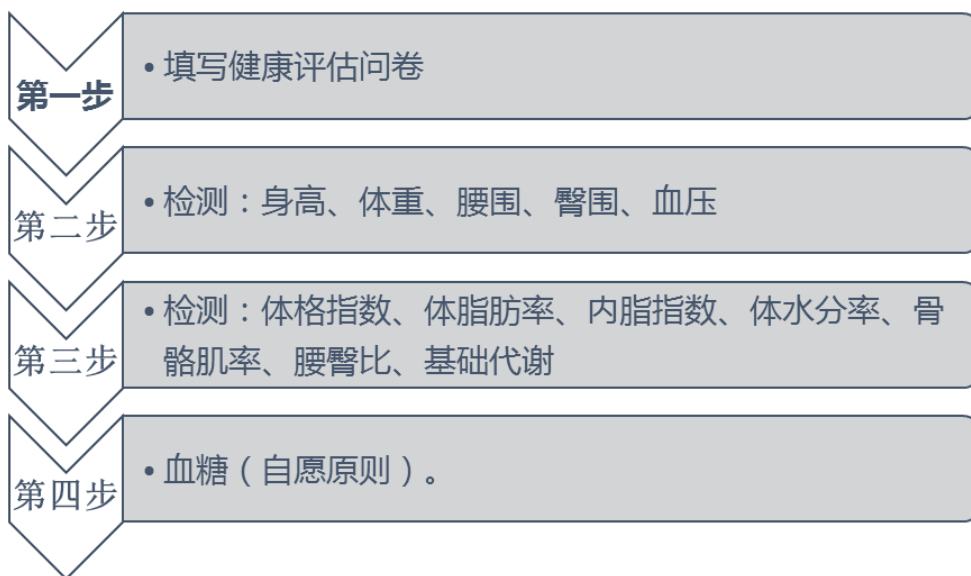 第一步
• 填写健康评估问卷
第二步
• 检测：身高、体重、腰围、臀围、血压
第三步
• 检测：体格指数、体脂肪率、内脂指数、体水分率、骨
骼肌率、腰臀比、基础代谢
第四步
• 血糖（自愿原则）。